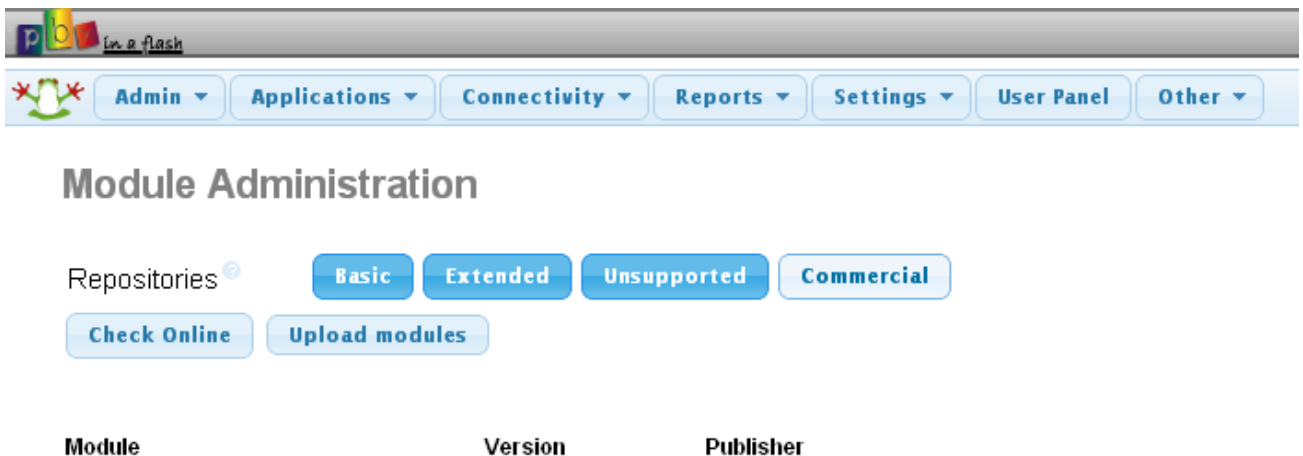 pbx in a flash
Admin Applications Connectivity Reports Settings User Panel Other
Module Administration
Repositories ? Basic Extended Unsupported Commercial
Check Online Upload modules
Module Version Publisher